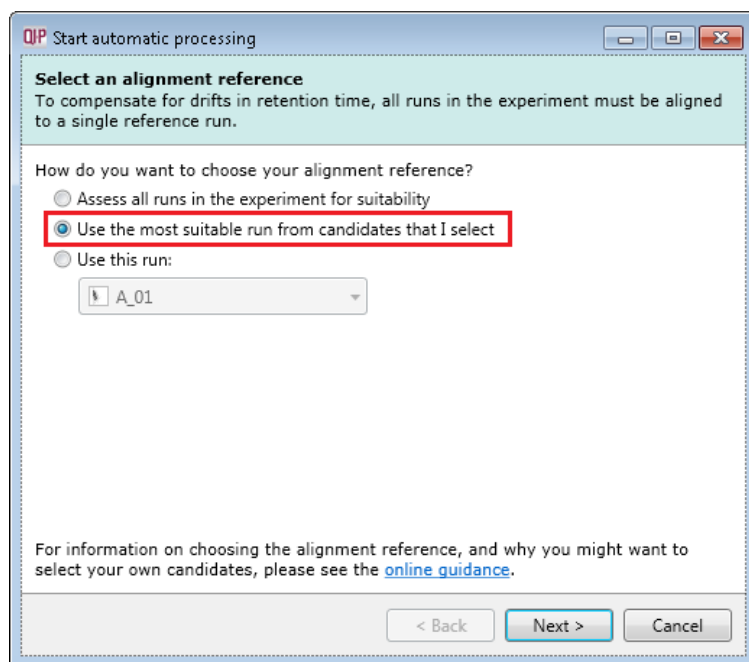 QIP Start automatic processing
Select an alignment reference
To compensate for drifts in retention time, all runs in the experiment must be aligned
to a single reference run.
How do you want to choose your alignment reference?
Assess all runs in the experiment for suitability
Use the most suitable run from candidates that I select
Use this run:
A_01
For information on choosing the alignment reference, and why you might want to
select your own candidates, please see the online guidance.
< Back Next > Cancel